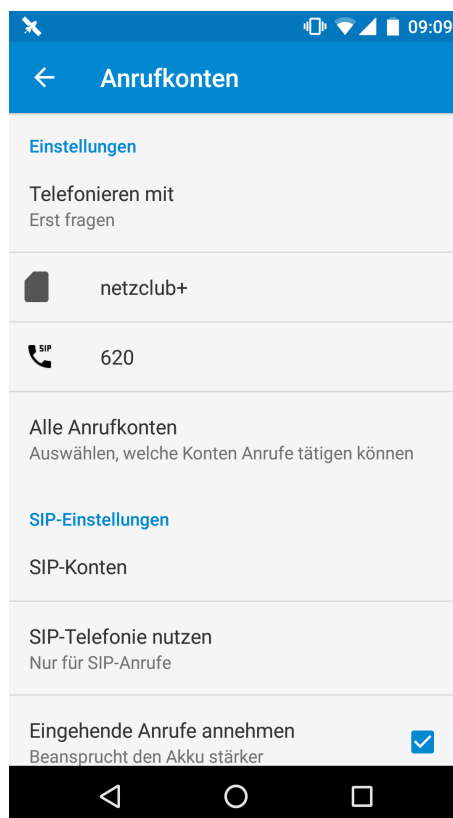 09:09
Anrufkonten
Einstellungen
Telefonieren mit
Erst fragen
netzclub+
SIP
620
Alle Anrufkonten
Auswählen, welche Konten Anrufe tätigen können
SIP-Einstellungen
SIP-Konten
SIP-Telefonie nutzen
Nur für SIP-Anrufe
Eingehende Anrufe annehmen
Beansprucht den Akku stärker